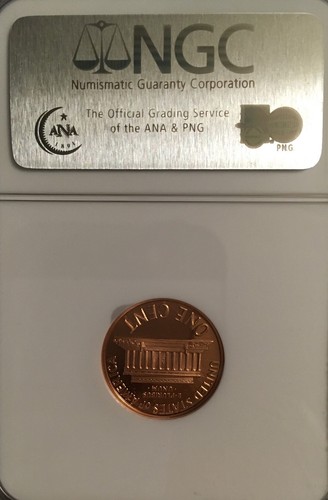 NGC
Numismatic Guaranty Corporation
The Official Grading Service
of the ANA & PNG
ANA
1891
PNG
ONE CENT
UNITED STATES OF AMERICA
E·PLURIBUS
·UNUM·